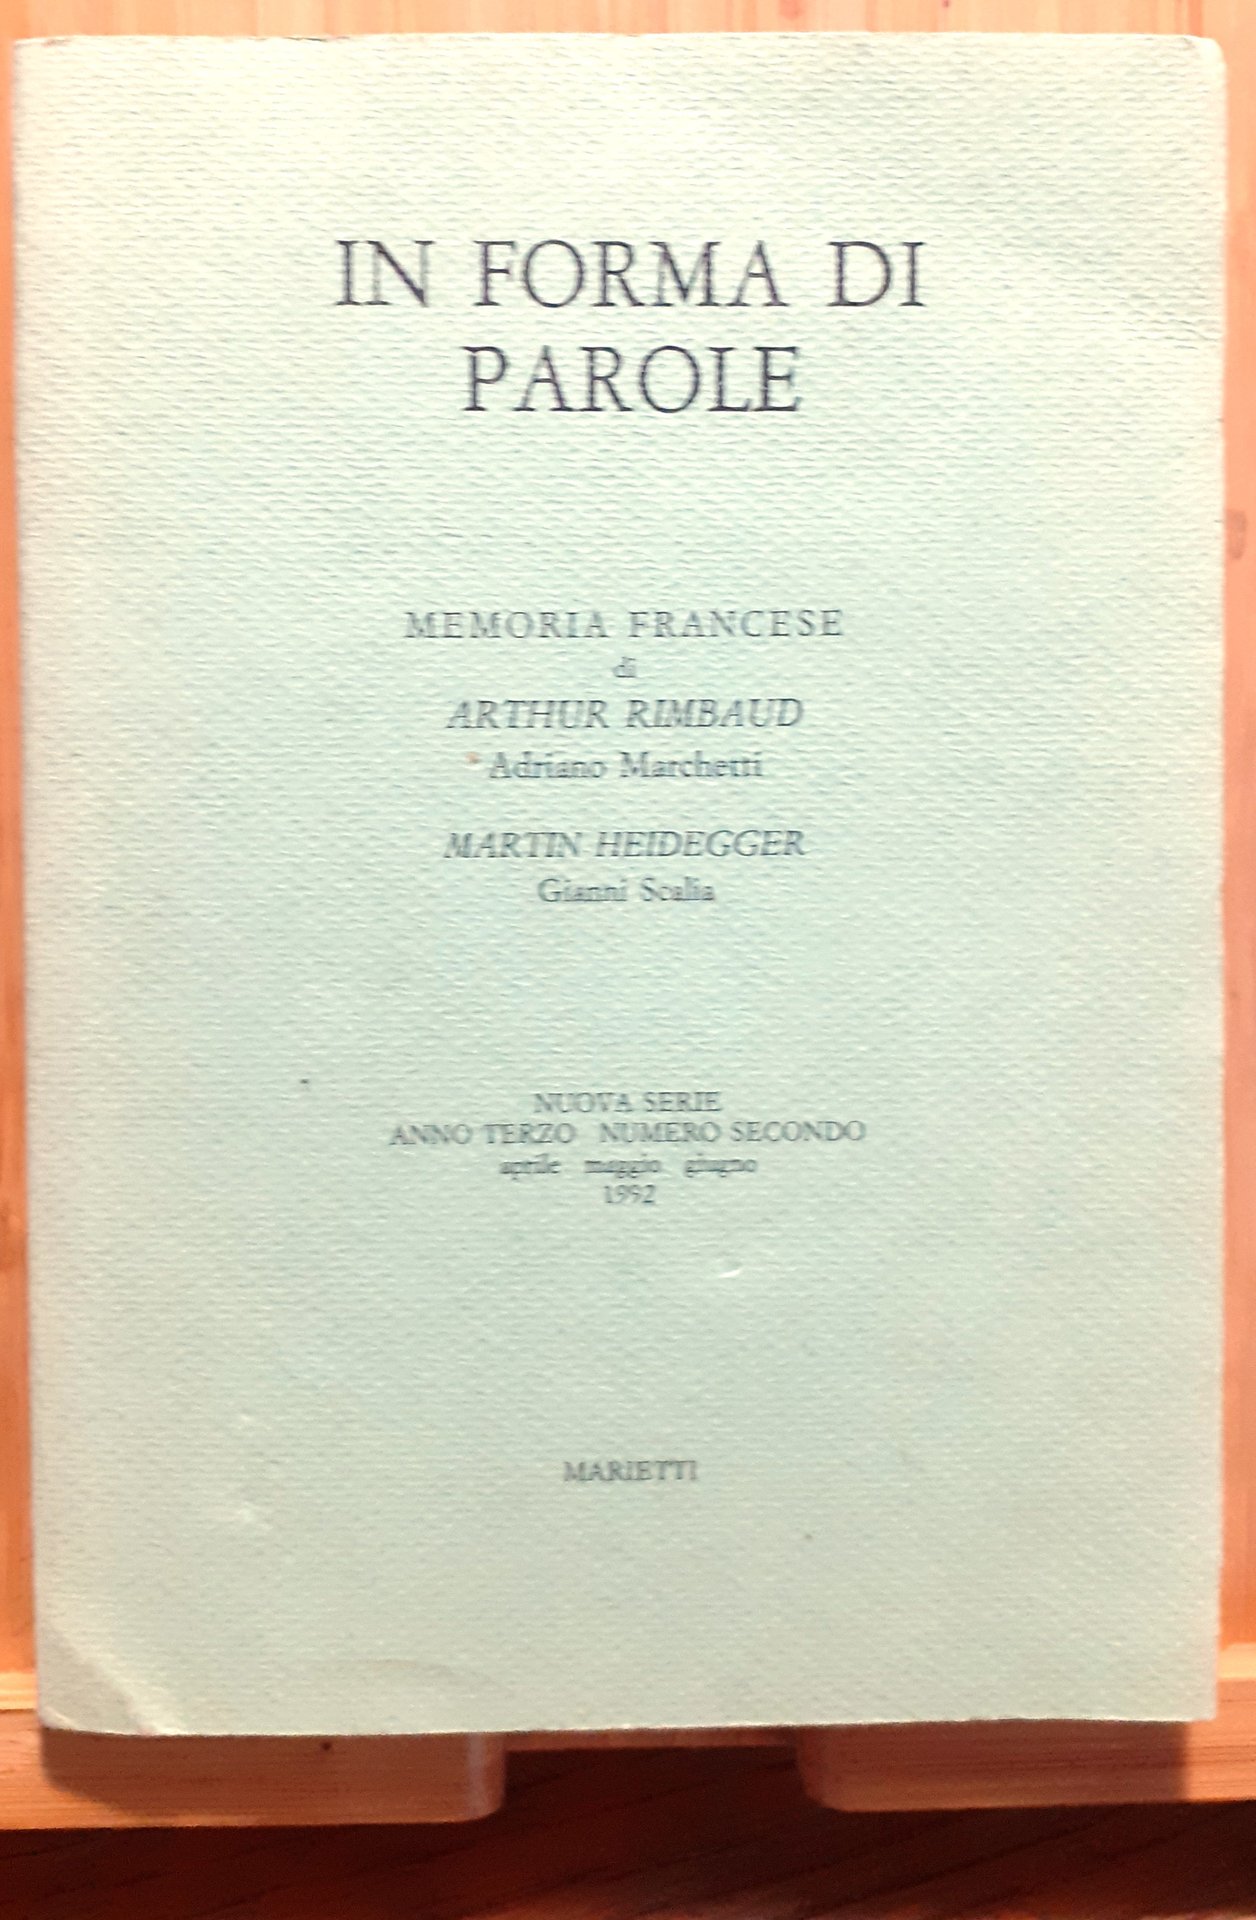 IN FORMA DI
PAROLE
MEMORIA FRANCESE
di
ARTHUR RIMBAUD
Adriano Marchetti
MARTIN HEIDEGGER
Gianni Scalia
NUOVA SERIE
ANNO TERZO NUMERO SECONDO
aprile maggio giugno
1992
MARIETTI